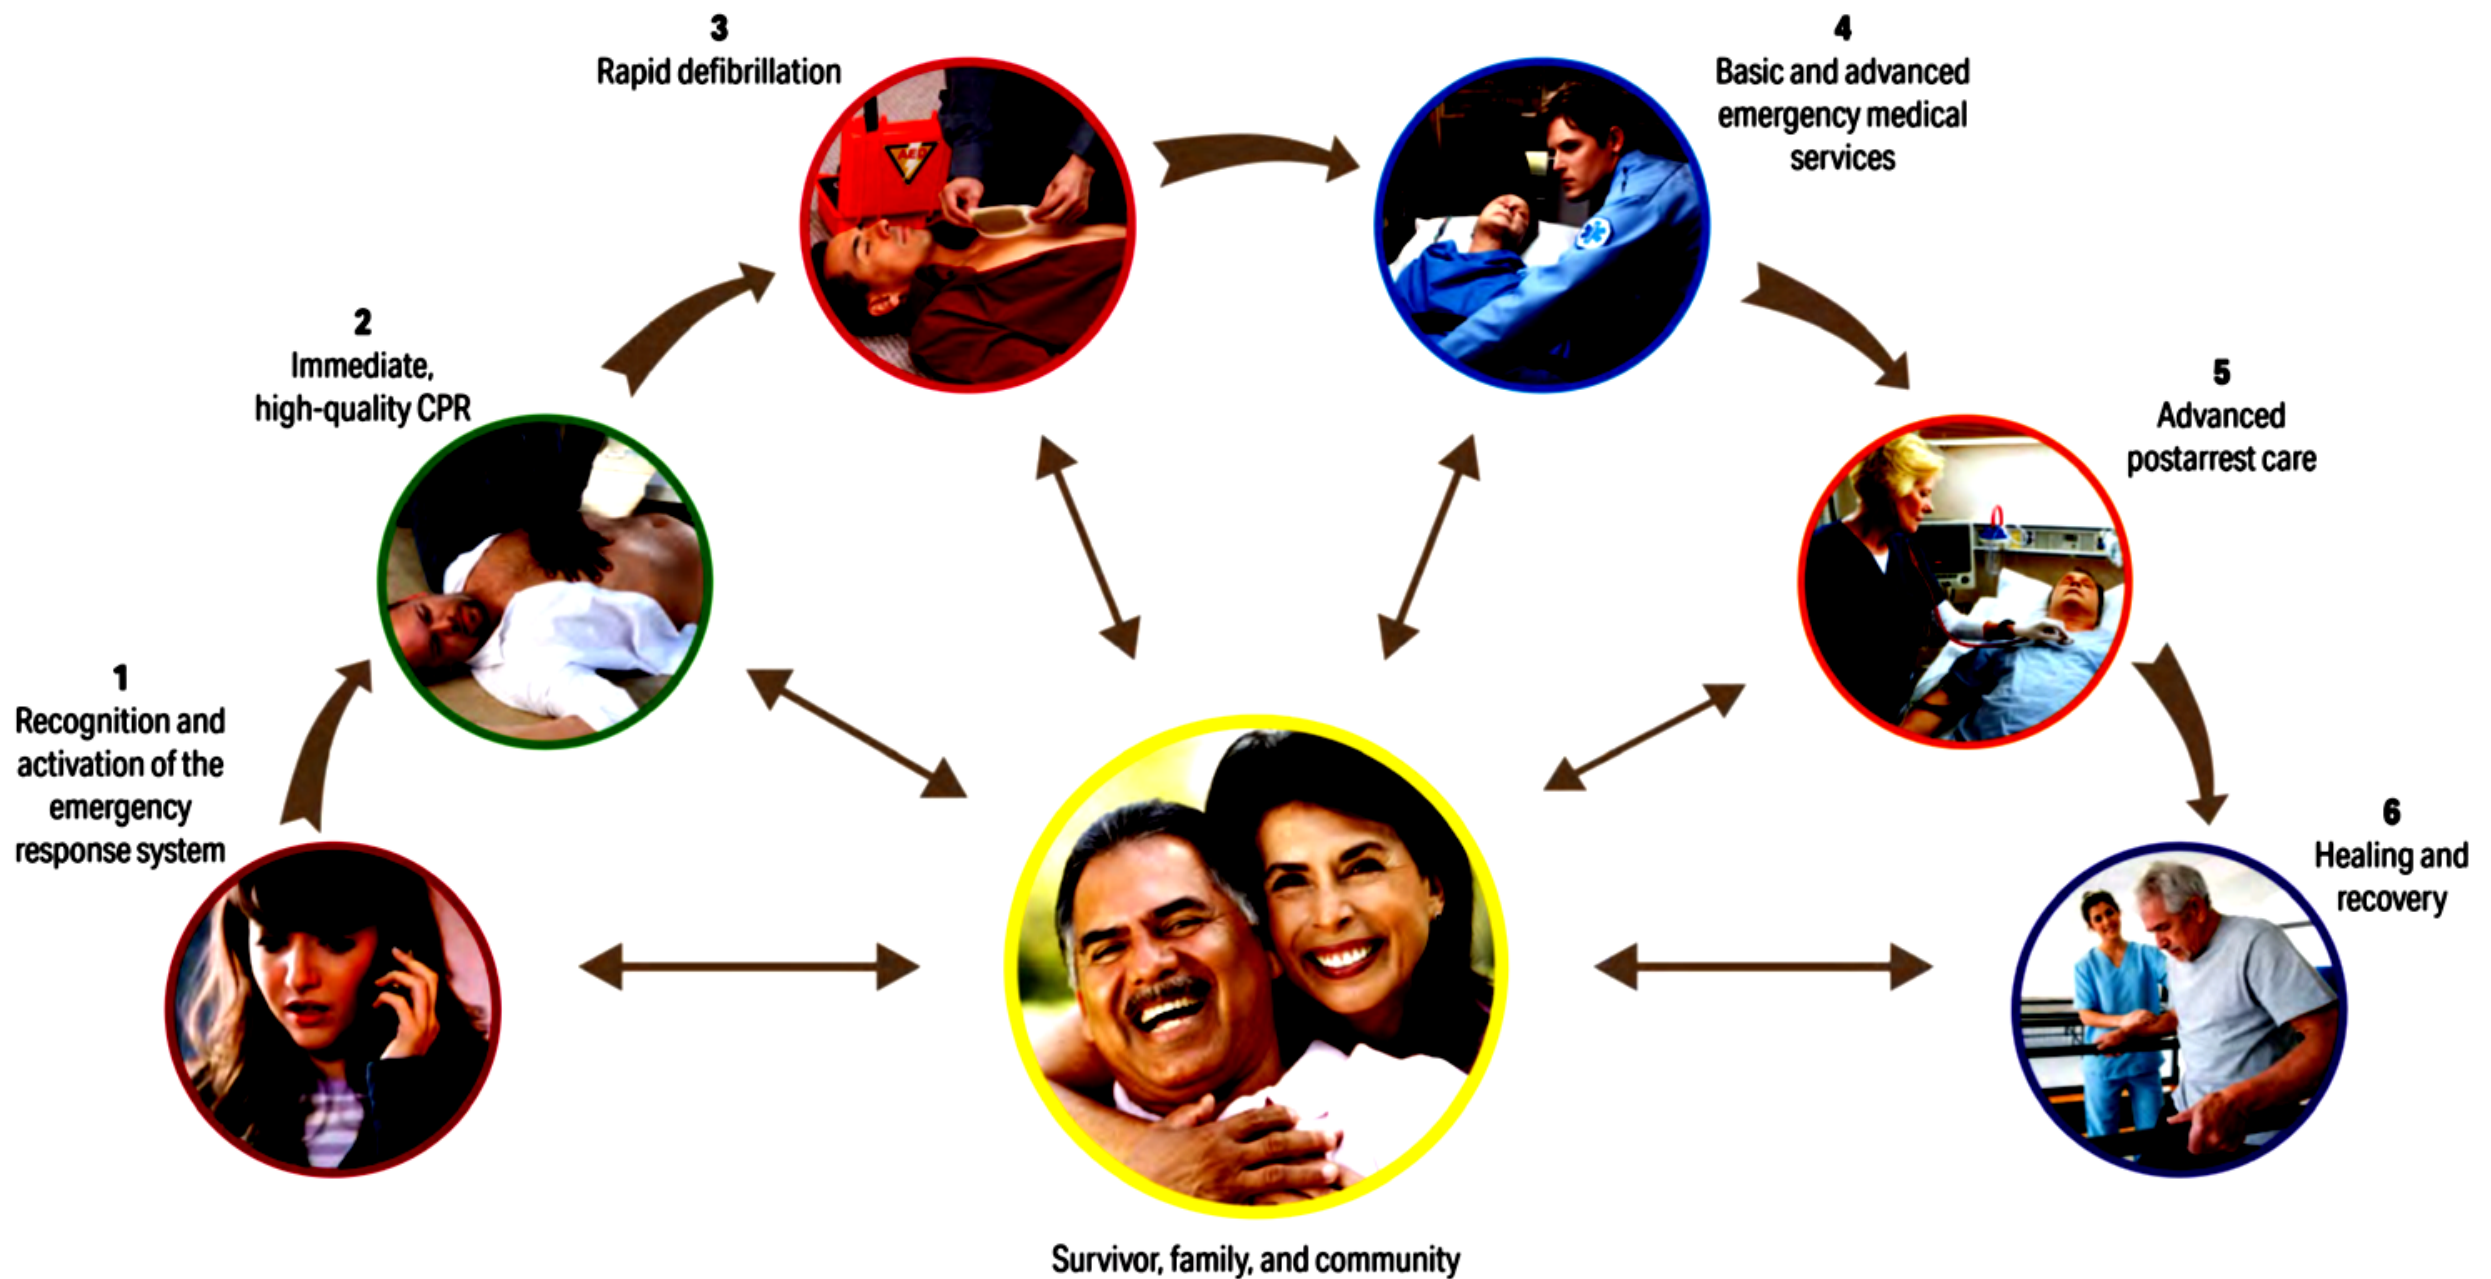 1
Recognition and
activation of the
emergency
response system
2
Immediate,
high-quality CPR
3
Rapid defibrillation
AED
4
Basic and advanced
emergency medical
services
5
Advanced
postarrest care
6
Healing and
recovery
Survivor, family, and community